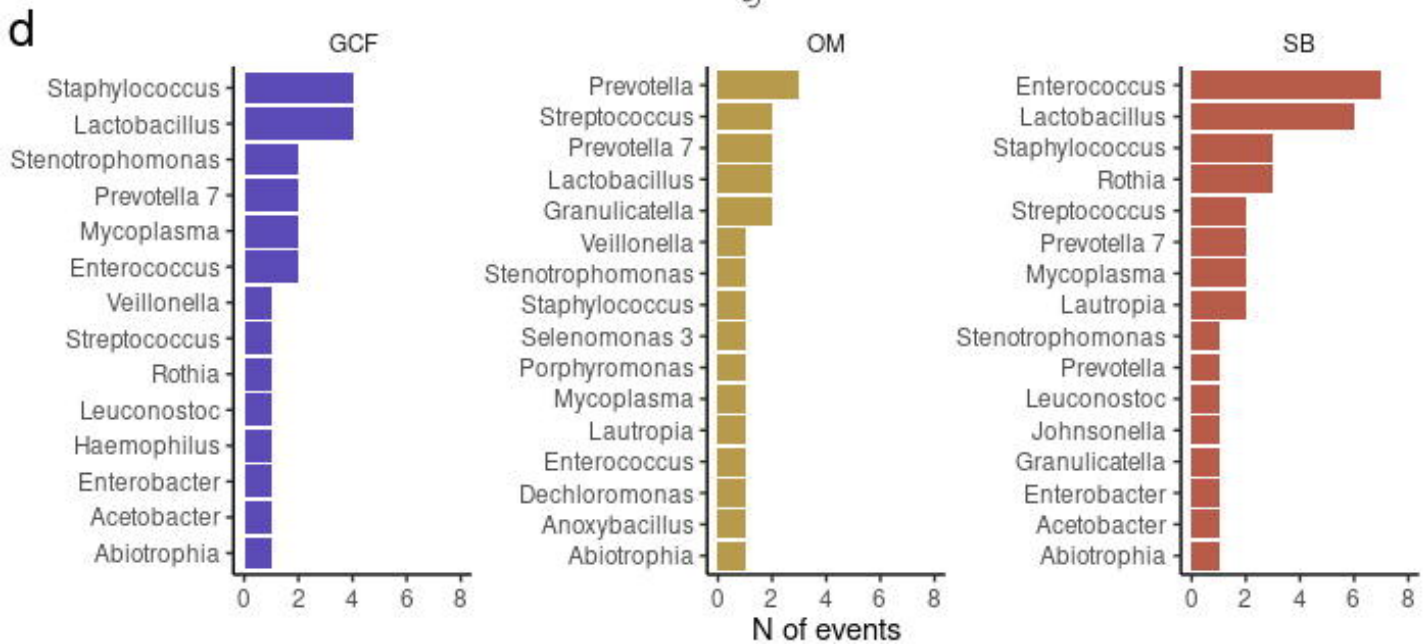 d
GCF
Staphylococcus
Lactobacillus
Stenotrophomonas
Prevotella 7
Mycoplasma
Enterococcus
Veillonella
Streptococcus
Rothia
Leuconostoc
Haemophilus
Enterobacter
Acetobacter
Abiotrophia
0 2 4 6 8
OM
Prevotella
Streptococcus
Prevotella 7
Lactobacillus
Granulicatella
Veillonella
Stenotrophomonas
Staphylococcus
Selenomonas 3
Porphyromonas
Mycoplasma
Lautropia
Enterococcus
Dechloromonas
Anoxybacillus
Abiotrophia
0 2 4 6 8
SB
Enterococcus
Lactobacillus
Staphylococcus
Rothia
Streptococcus
Prevotella 7
Mycoplasma
Lautropia
Stenotrophomonas
Prevotella
Leuconostoc
Johnsonella
Granulicatella
Enterobacter
Acetobacter
Abiotrophia
0 2 4 6 8
N of events